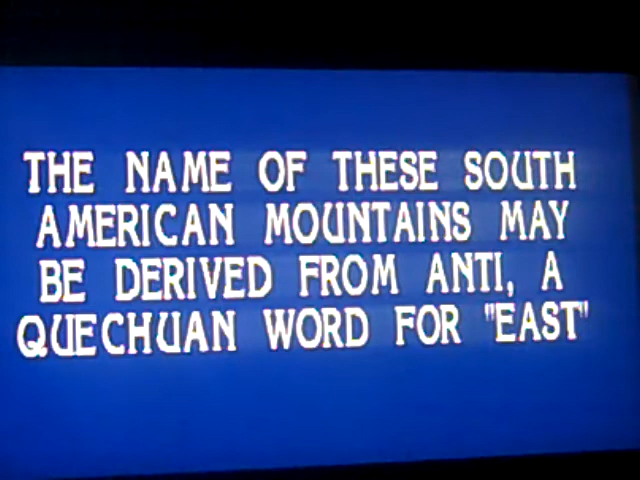 THE NAME OF THESE SOUTH
AMERICAN MOUNTAINS MAY
BE DERIVED FROM ANTI, A
QUECHUAN WORD FOR "EAST"